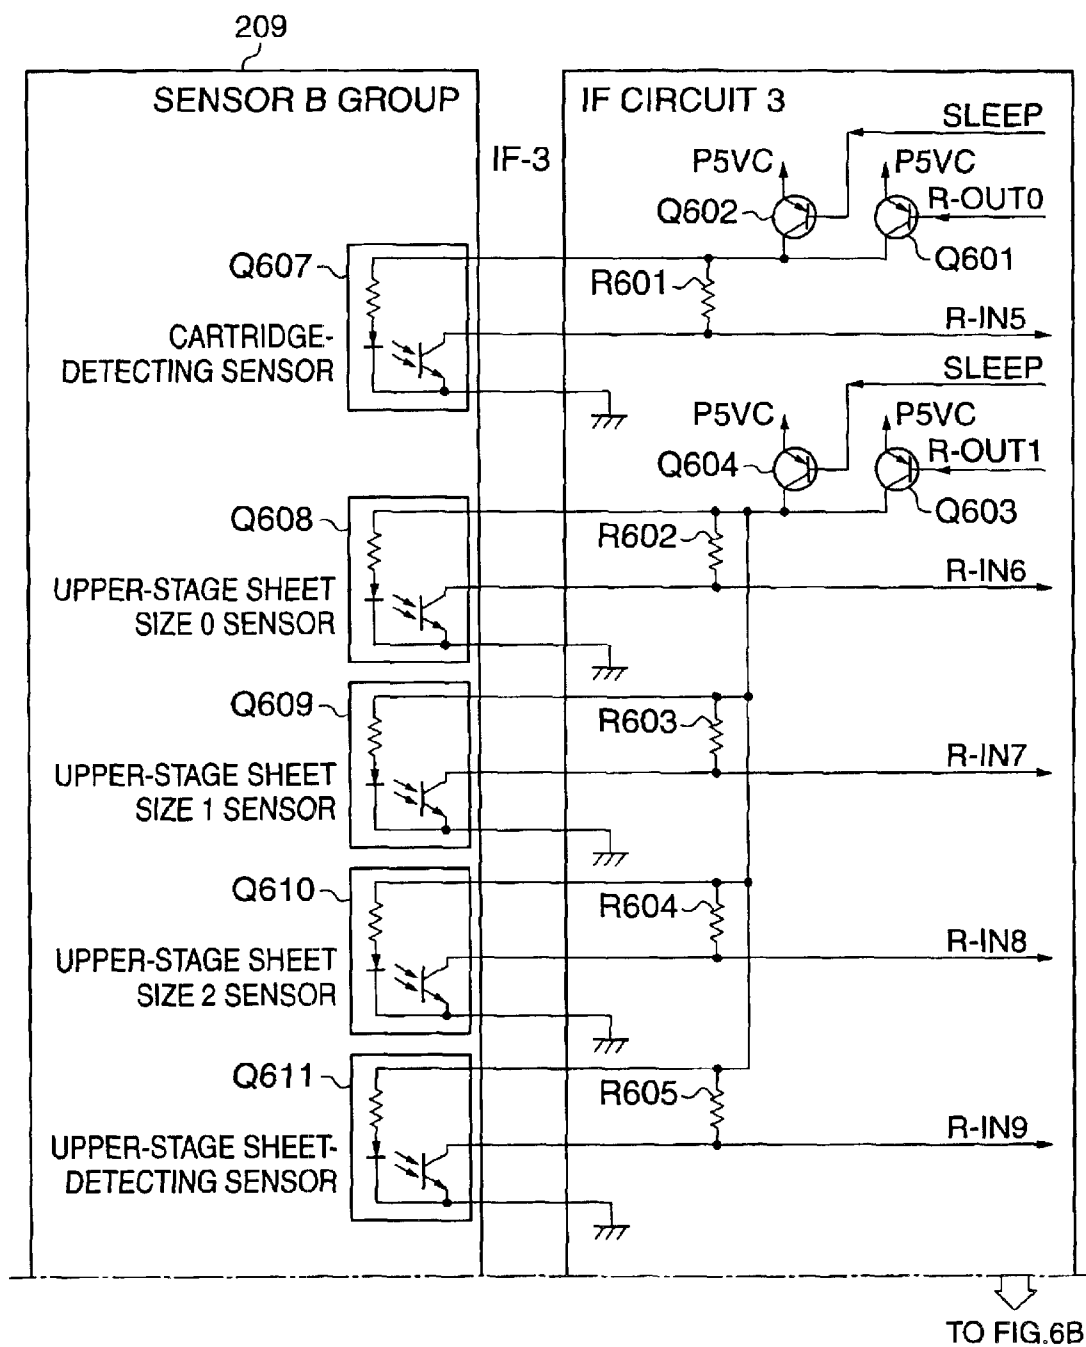 209
SENSOR B GROUP
IF-3
IF CIRCUIT 3
SLEEP
P5VC
P5VC
R-OUT0
Q602
Q601
Q607
R601
CARTRIDGE-
DETECTING SENSOR
R-IN5
SLEEP
P5VC
P5VC
R-OUT1
Q604
Q603
Q608
R602
UPPER-STAGE SHEET
SIZE 0 SENSOR
R-IN6
Q609
R603
UPPER-STAGE SHEET
SIZE 1 SENSOR
R-IN7
Q610
R604
UPPER-STAGE SHEET
SIZE 2 SENSOR
R-IN8
Q611
R605
UPPER-STAGE SHEET-
DETECTING SENSOR
R-IN9
TO FIG.6B